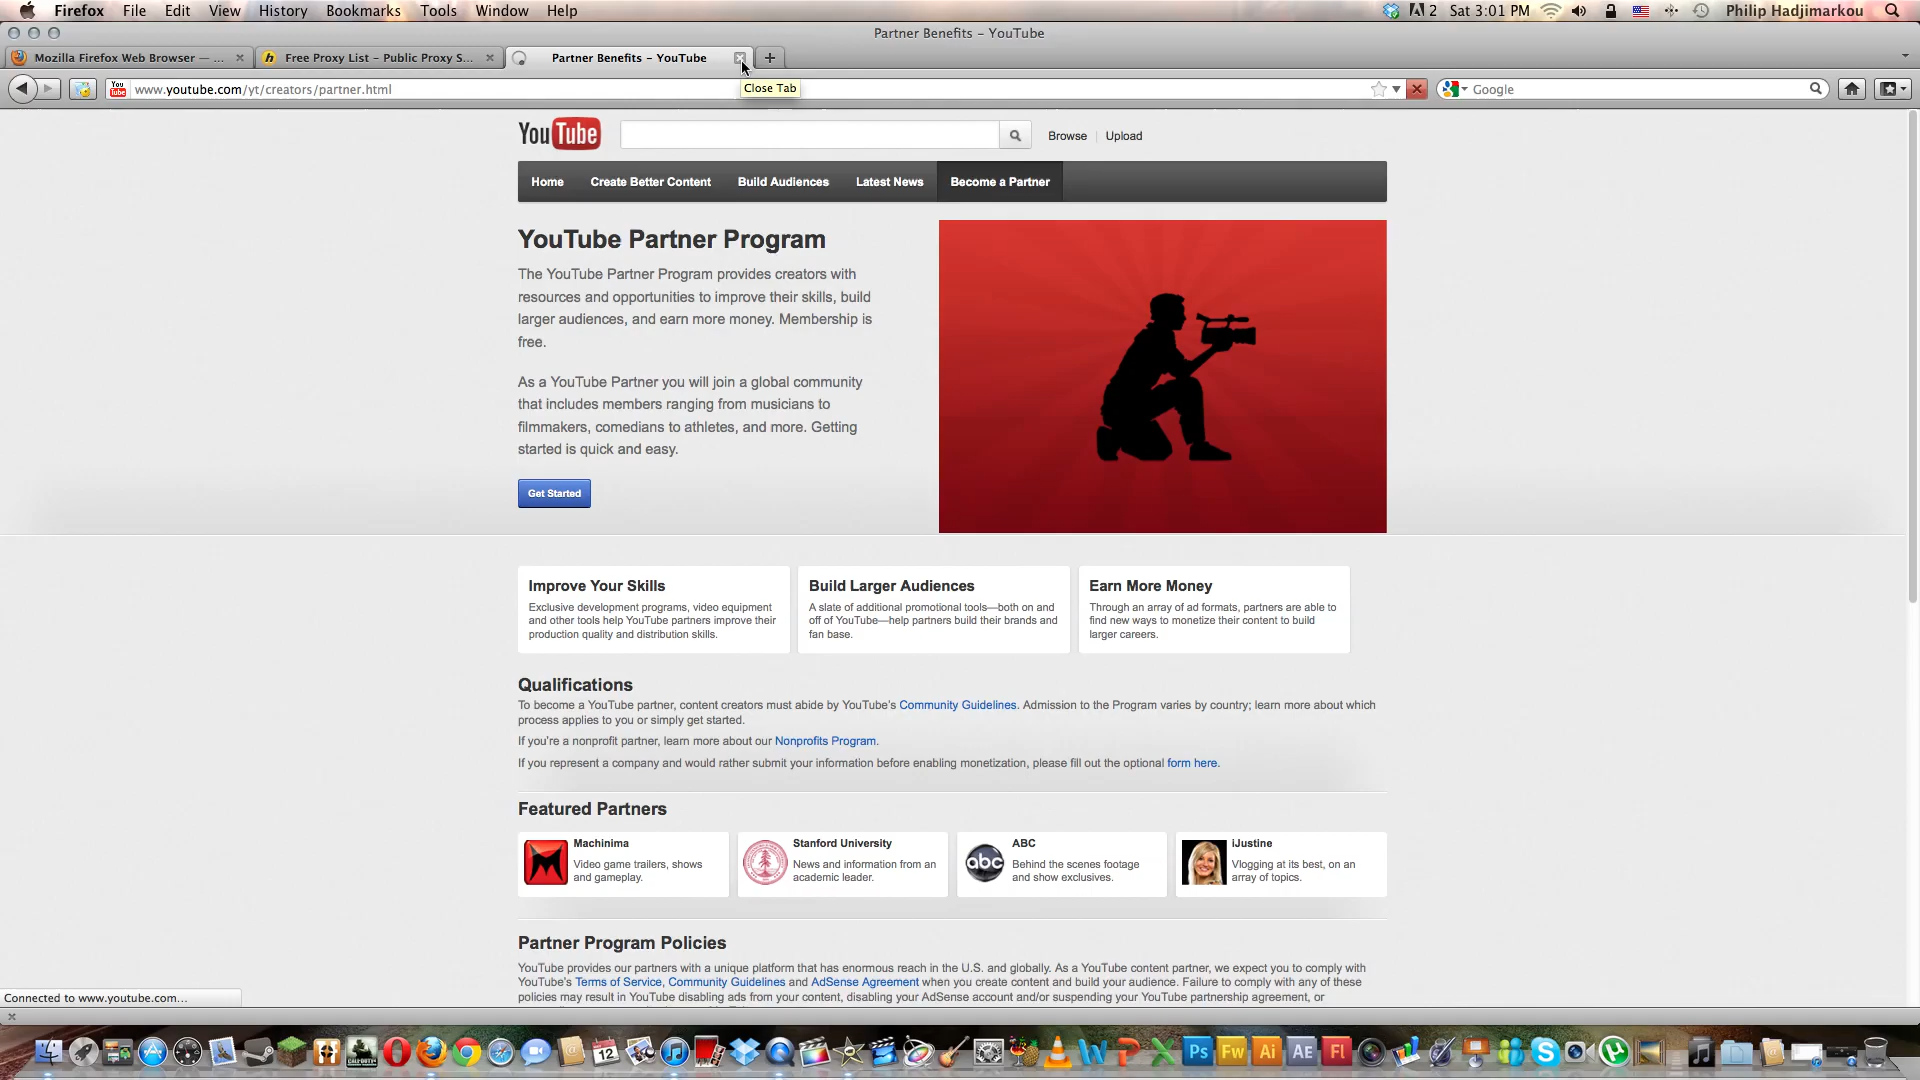 Firefox File Edit View History Bookmarks Tools Window Help 2 Sat 3:01 PM Philip Hadjimarkou
Partner Benefits – YouTube
Mozilla Firefox Web Browser — ... Free Proxy List – Public Proxy S... Partner Benefits – YouTube
Close Tab
www.youtube.com/yt/creators/partner.html Google
YouTube Browse Upload
Home Create Better Content Build Audiences Latest News Become a Partner
YouTube Partner Program
The YouTube Partner Program provides creators with
resources and opportunities to improve their skills, build
larger audiences, and earn more money. Membership is
free.
As a YouTube Partner you will join a global community
that includes members ranging from musicians to
filmmakers, comedians to athletes, and more. Getting
started is quick and easy.
Get Started
Improve Your Skills
Exclusive development programs, video equipment
and other tools help YouTube partners improve their
production quality and distribution skills.
Build Larger Audiences
A slate of additional promotional tools—both on and
off of YouTube—help partners build their brands and
fan base.
Earn More Money
Through an array of ad formats, partners are able to
find new ways to monetize their content to build
larger careers.
Qualifications
To become a YouTube partner, content creators must abide by YouTube's Community Guidelines. Admission to the Program varies by country; learn more about which
process applies to you or simply get started.
If you're a nonprofit partner, learn more about our Nonprofits Program.
If you represent a company and would rather submit your information before enabling monetization, please fill out the optional form here.
Featured Partners
Machinima
Video game trailers, shows
and gameplay.
Stanford University
News and information from an
academic leader.
abc
ABC
Behind the scenes footage
and show exclusives.
iJustine
Vlogging at its best, on an
array of topics.
Partner Program Policies
YouTube provides our partners with a unique platform that has enormous reach in the U.S. and globally. As a YouTube content partner, we expect you to comply with
YouTube's Terms of Service, Community Guidelines and AdSense Agreement when you create content and build your audience. Failure to comply with any of these
policies may result in YouTube disabling ads from your content, disabling your AdSense account and/or suspending your YouTube partnership agreement, or
Connected to www.youtube.com...
12 Ps Fw Ai AE Fl